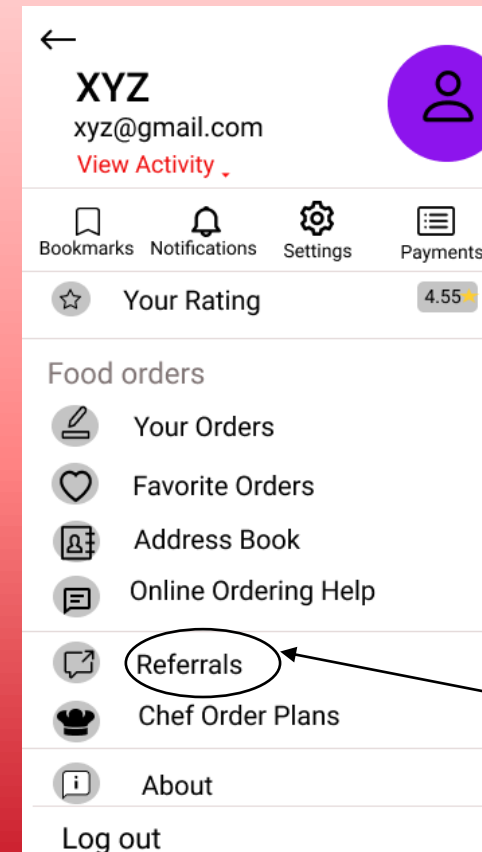 XYZ
xyz@gmail.com
View Activity
Bookmarks Notifications Settings Payments
Your Rating 4.55
Food orders
Your Orders
Favorite Orders
Address Book
Online Ordering Help
Referrals
Chef Order Plans
About
Log out